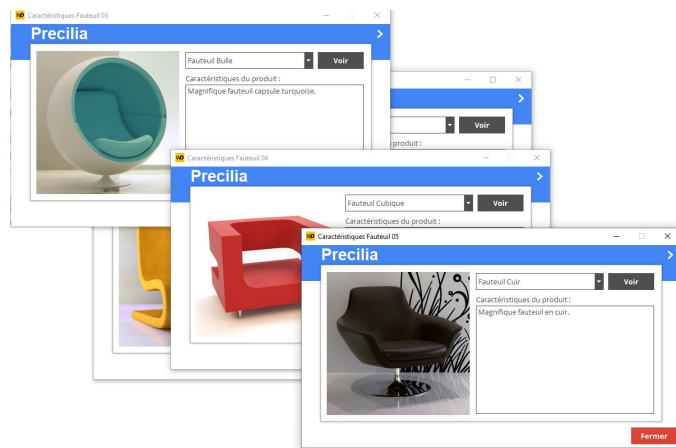 Caractéristiques Fauteuil 03
Precilia
Fauteuil Bulle
Voir
Caractéristiques du produit :
Magnifique fauteuil capsule turquoise.
Voir
produit :
Caractéristiques Fauteuil 04
Precilia
Fauteuil Cubique
Voir
Caractéristiques du produit :
Caractéristiques Fauteuil 05
Precilia
Fauteuil Cuir
Voir
Caractéristiques du produit :
Magnifique fauteuil en cuir.
Fermer